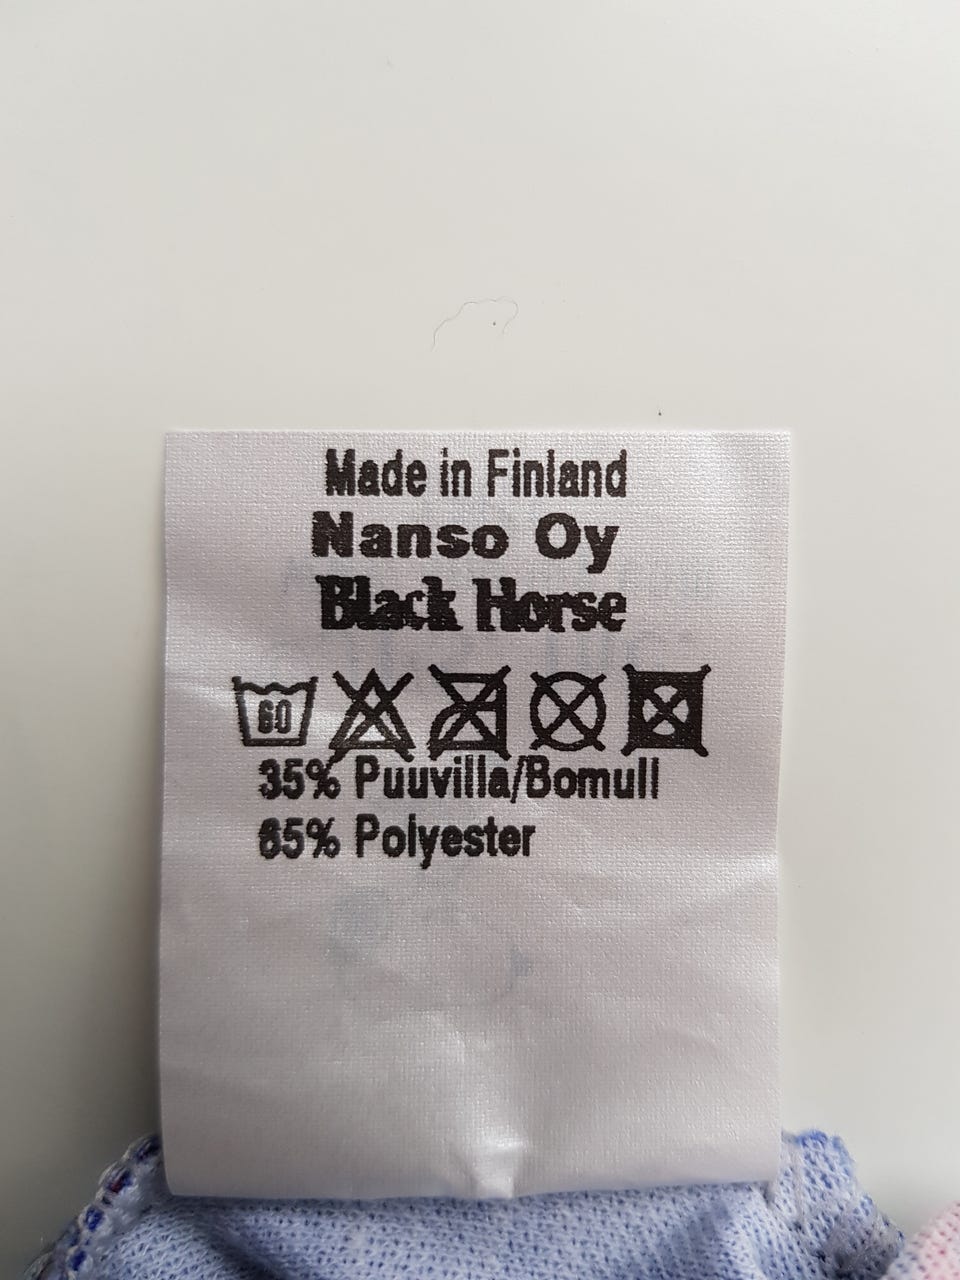 Made in Finland
Nanso Oy
Black Horse
60
35% Puuvilla/Bomull
65% Polyester